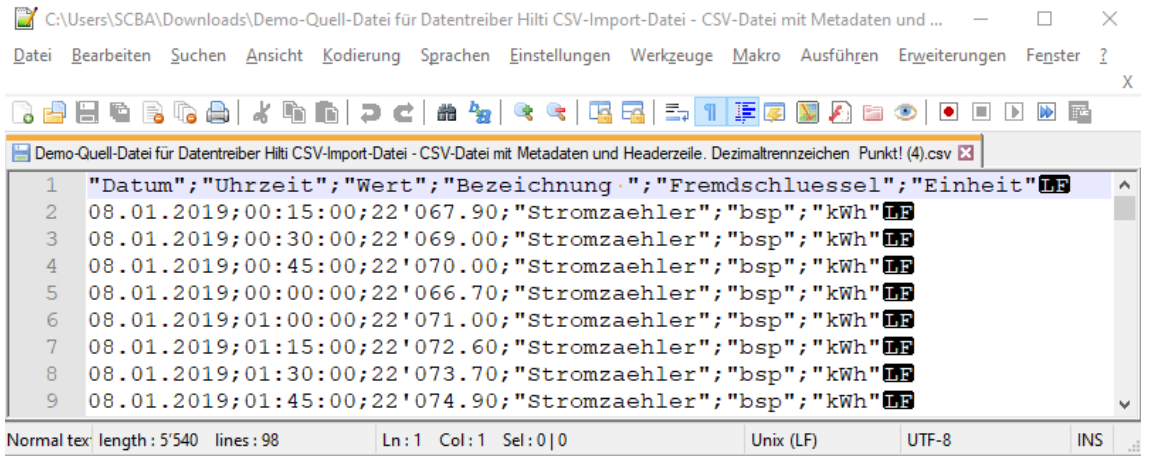 C:\Users\SCBA\Downloads\Demo-Quell-Datei für Datentreiber Hilti CSV-Import-Datei - CSV-Datei mit Metadaten und ...
Datei Bearbeiten Suchen Ansicht Kodierung Sprachen Einstellungen Werkzeuge Makro Ausführen Erweiterungen Fenster ?
X
Demo-Quell-Datei für Datentreiber Hilti CSV-Import-Datei - CSV-Datei mit Metadaten und Headerzeile. Dezimaltrennzeichen Punkt! (4).csv
1 "Datum";"Uhrzeit";"Wert";"Bezeichnung·";"Fremdschluessel";"Einheit"LF
2 08.01.2019;00:15:00;22'067.90;"Stromzaehler";"bsp";"kWh"LF
3 08.01.2019;00:30:00;22'069.00;"Stromzaehler";"bsp";"kWh"LF
4 08.01.2019;00:45:00;22'070.00;"Stromzaehler";"bsp";"kWh"LF
5 08.01.2019;00:00:00;22'066.70;"Stromzaehler";"bsp";"kWh"LF
6 08.01.2019;01:00:00;22'071.00;"Stromzaehler";"bsp";"kWh"LF
7 08.01.2019;01:15:00;22'072.60;"Stromzaehler";"bsp";"kWh"LF
8 08.01.2019;01:30:00;22'073.70;"Stromzaehler";"bsp";"kWh"LF
9 08.01.2019;01:45:00;22'074.90;"Stromzaehler";"bsp";"kWh"LF
Normal tex length : 5'540 lines : 98 Ln : 1 Col : 1 Sel : 0 | 0 Unix (LF) UTF-8 INS